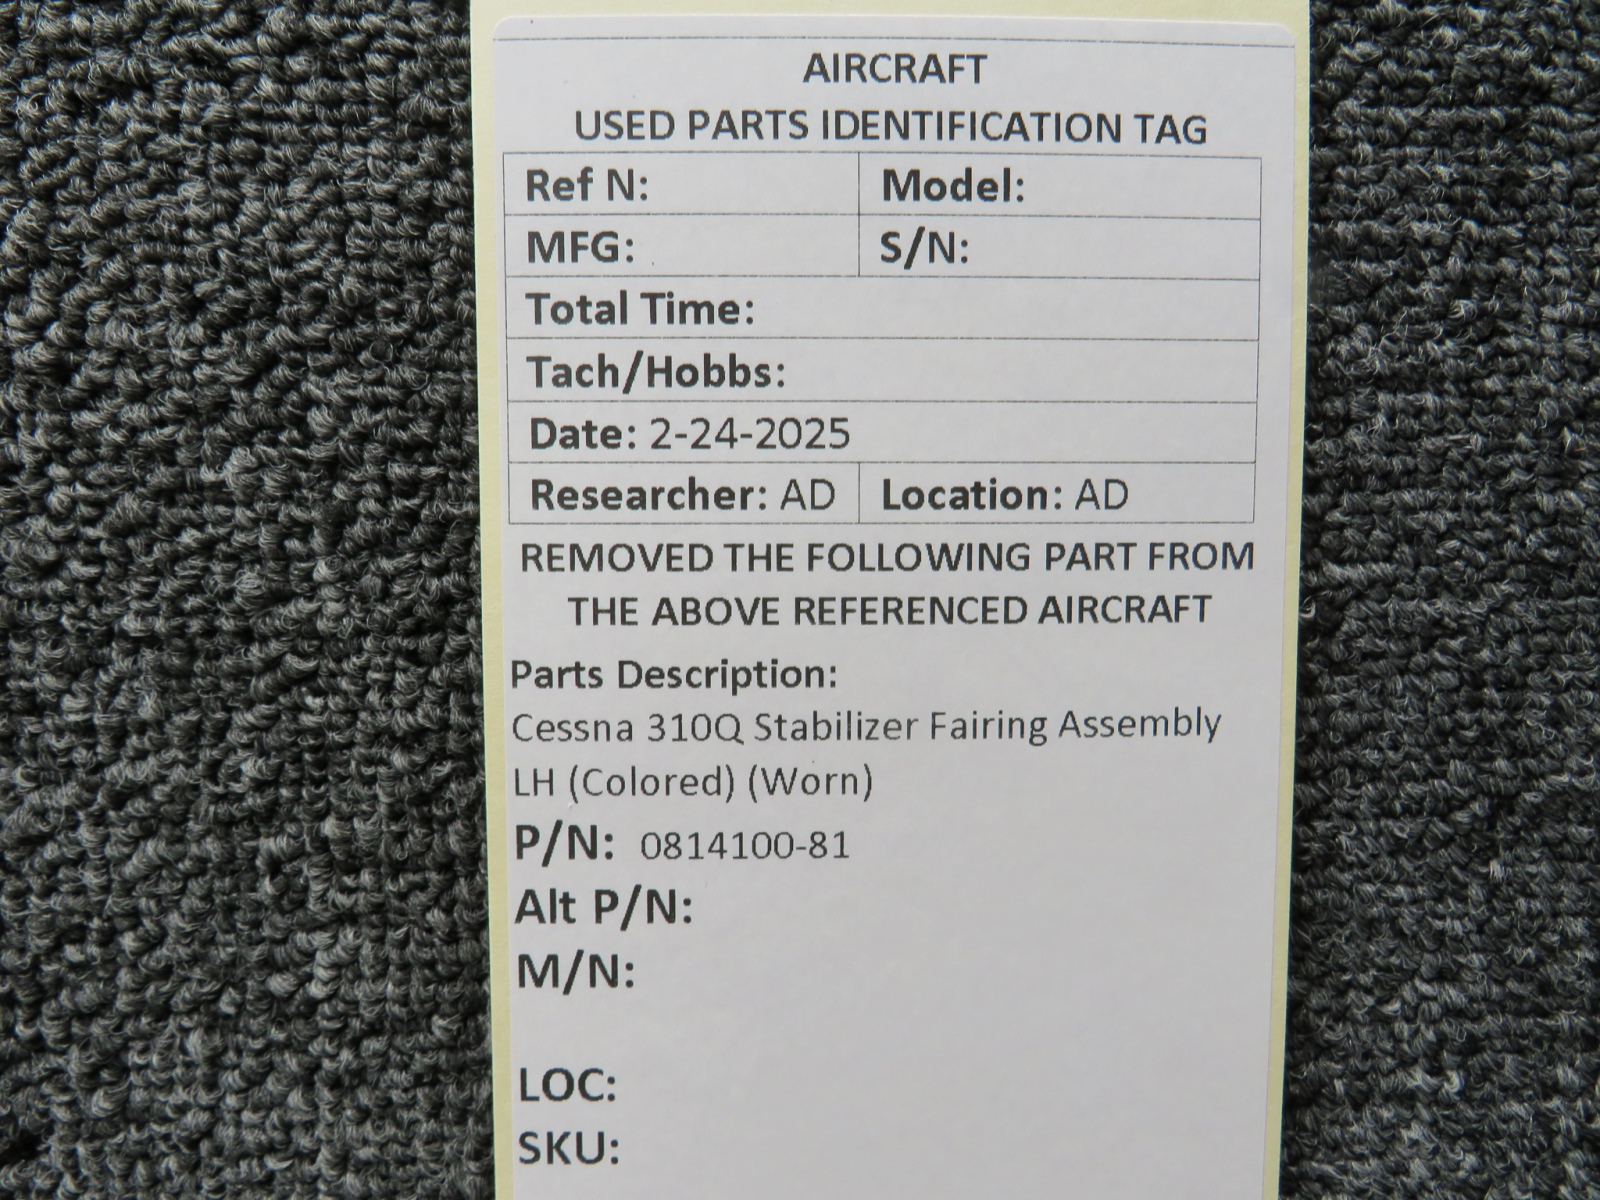 AIRCRAFT
USED PARTS IDENTIFICATION TAG
Ref N: Model:
MFG: S/N:
Total Time:
Tach/Hobbs:
Date: 2-24-2025
Researcher: AD Location: AD
REMOVED THE FOLLOWING PART FROM
THE ABOVE REFERENCED AIRCRAFT
Parts Description:
Cessna 310Q Stabilizer Fairing Assembly
LH (Colored) (Worn)
P/N: 0814100-81
Alt P/N:
M/N:
LOC:
SKU: